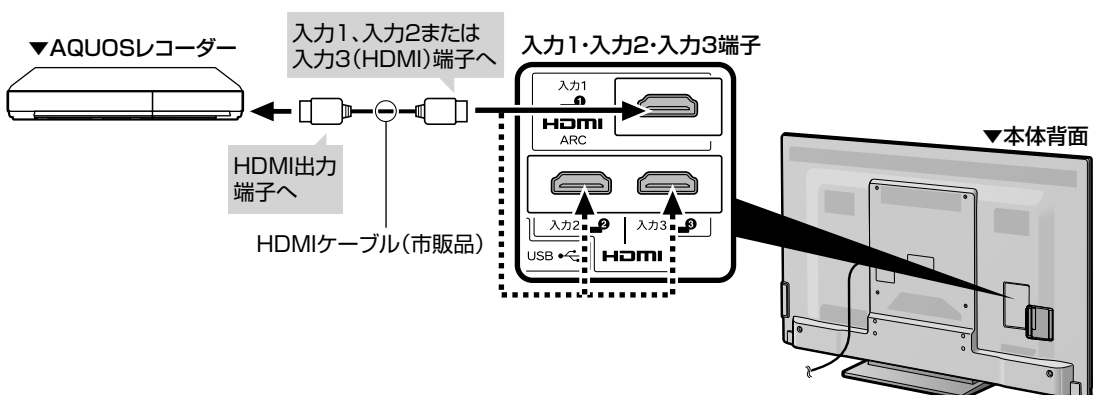 ▼AQUOSレコーダー
入力1、入力2または
入力3(HDMI)端子へ
入力1・入力2・入力3端子
入力1
1
HDMI
ARC
HDMI出力
端子へ
HDMIケーブル(市販品)
入力2 2
入力3 3
USB
HDMI
▼本体背面